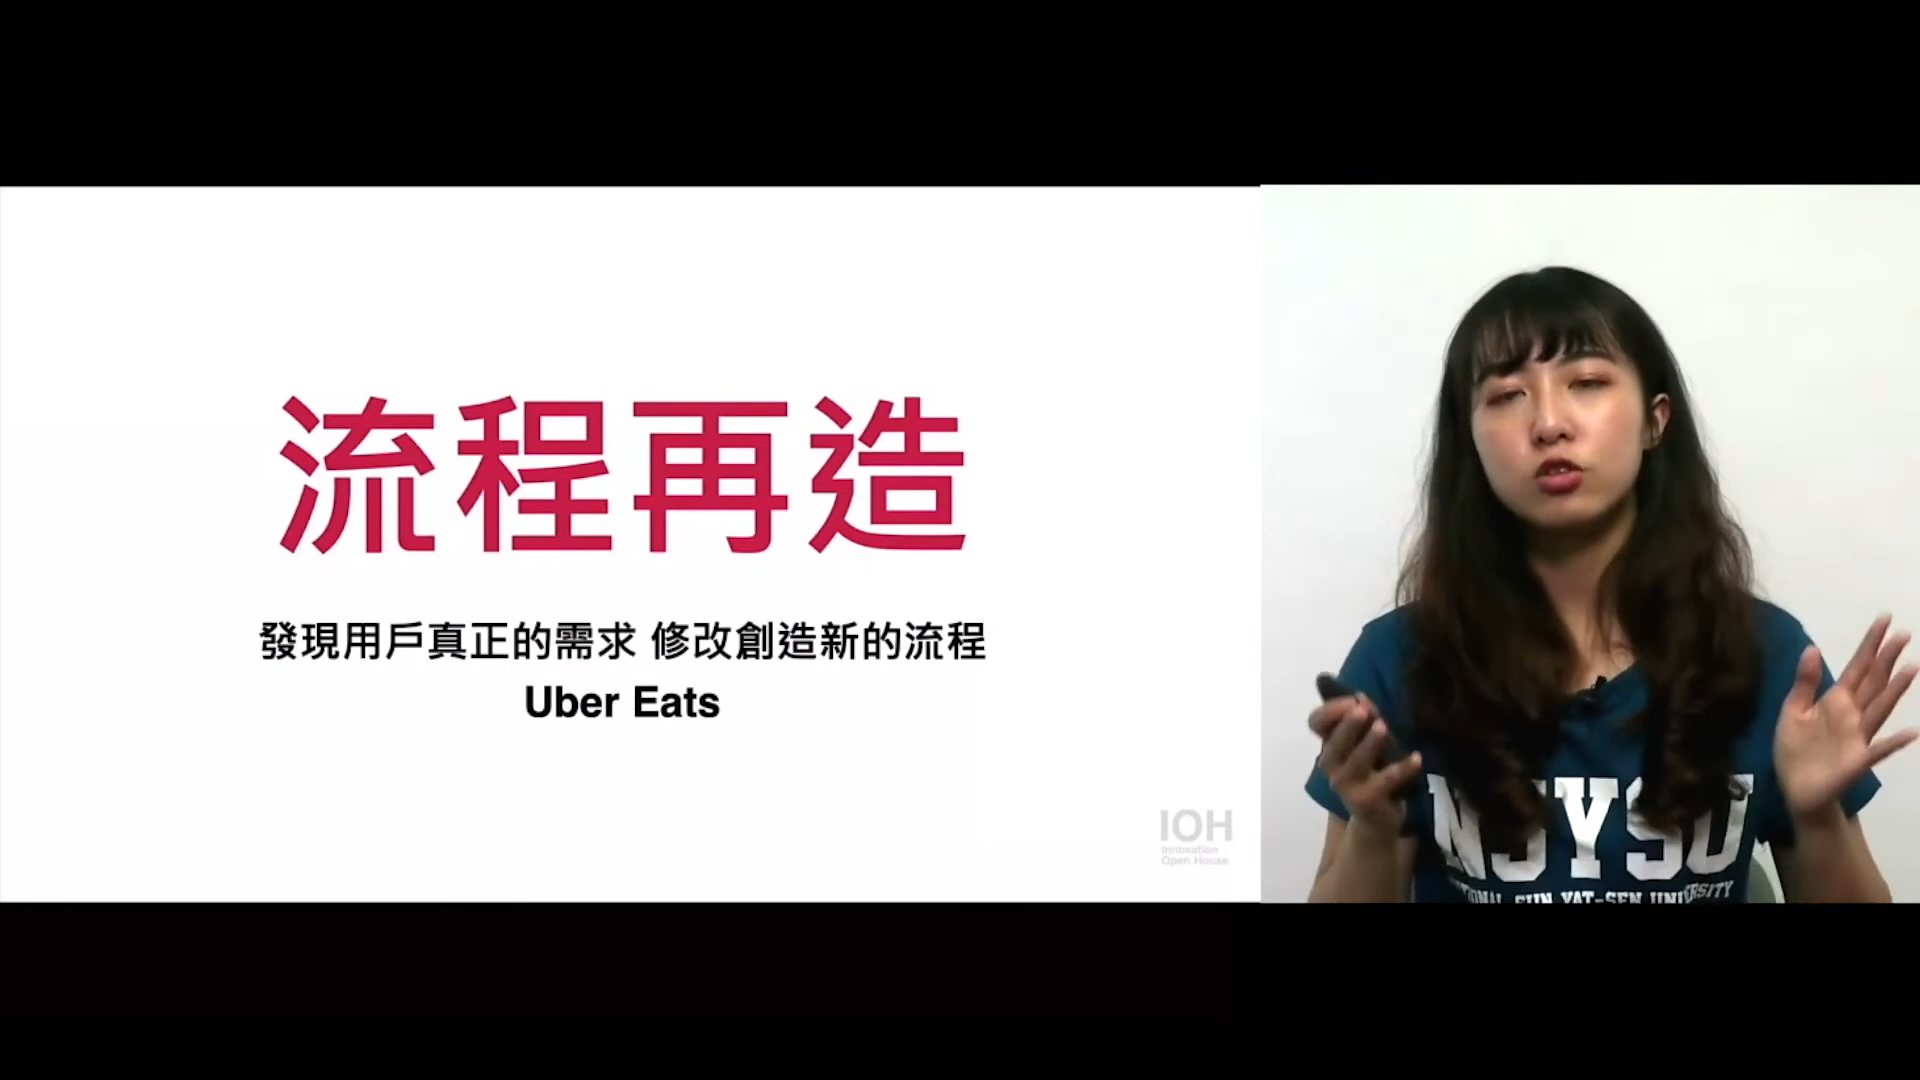 流程再造
發現用戶真正的需求 修改創造新的流程
Uber Eats
IOH
Innovation
Open House
NSYSU
NATIONAL SUN YAT-SEN UNIVERSITY